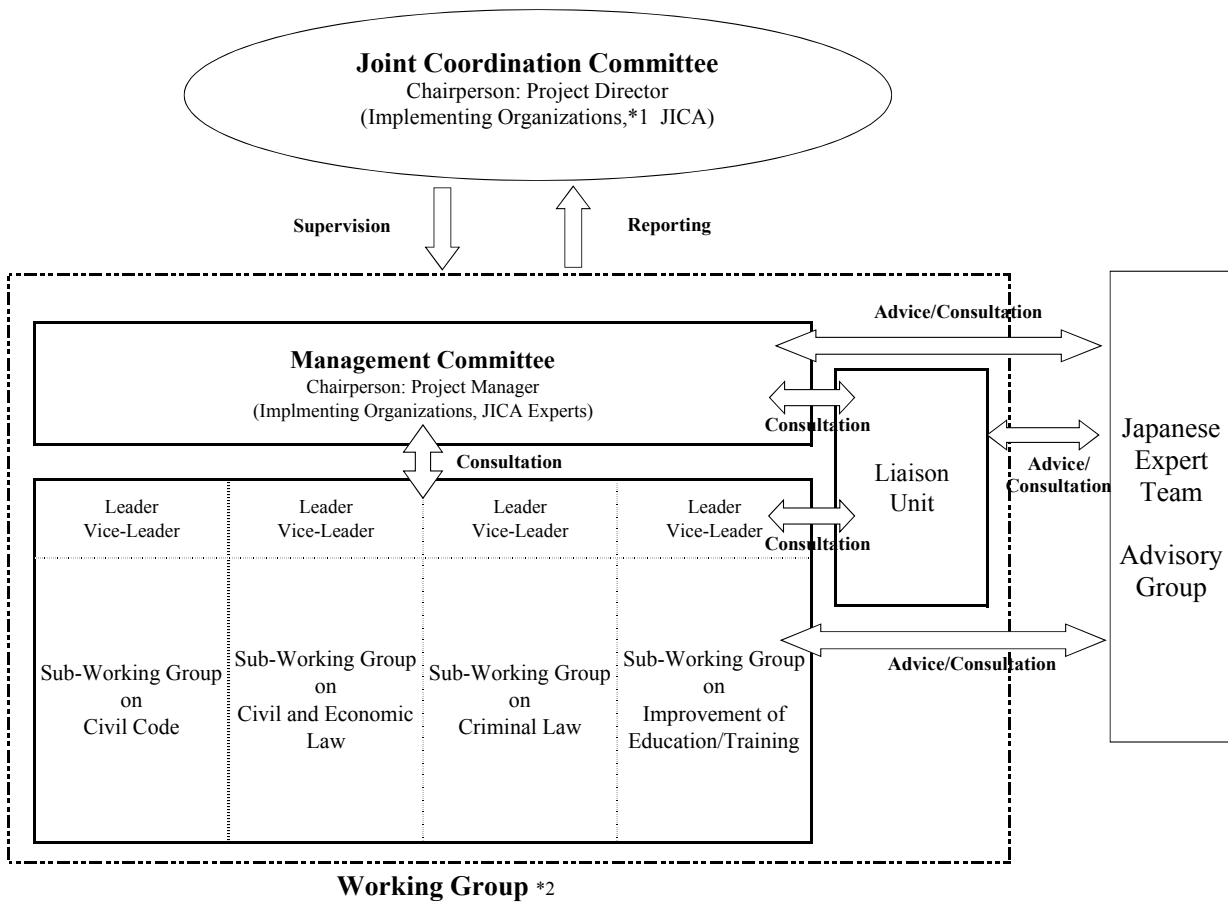 Joint Coordination Committee
Chairperson: Project Director
(Implementing Organizations,*1 JICA)
Supervision
Reporting
Management Committee
Chairperson: Project Manager
(Implmenting Organizations, JICA Experts)
Advice/Consultation
Consultation
Consultation
Liaison
Unit
Advice/
Consultation
Japanese
Expert
Team
Advisory
Group
Leader
Vice-Leader
Leader
Vice-Leader
Leader
Vice-Leader
Leader
Vice-Leader
Consultation
Sub-Working Group
on
Civil Code
Sub-Working Group
on
Civil and Economic
Law
Sub-Working Group
on
Criminal Law
Sub-Working Group
on
Improvement of
Education/Training
Advice/Consultation
Working Group *2